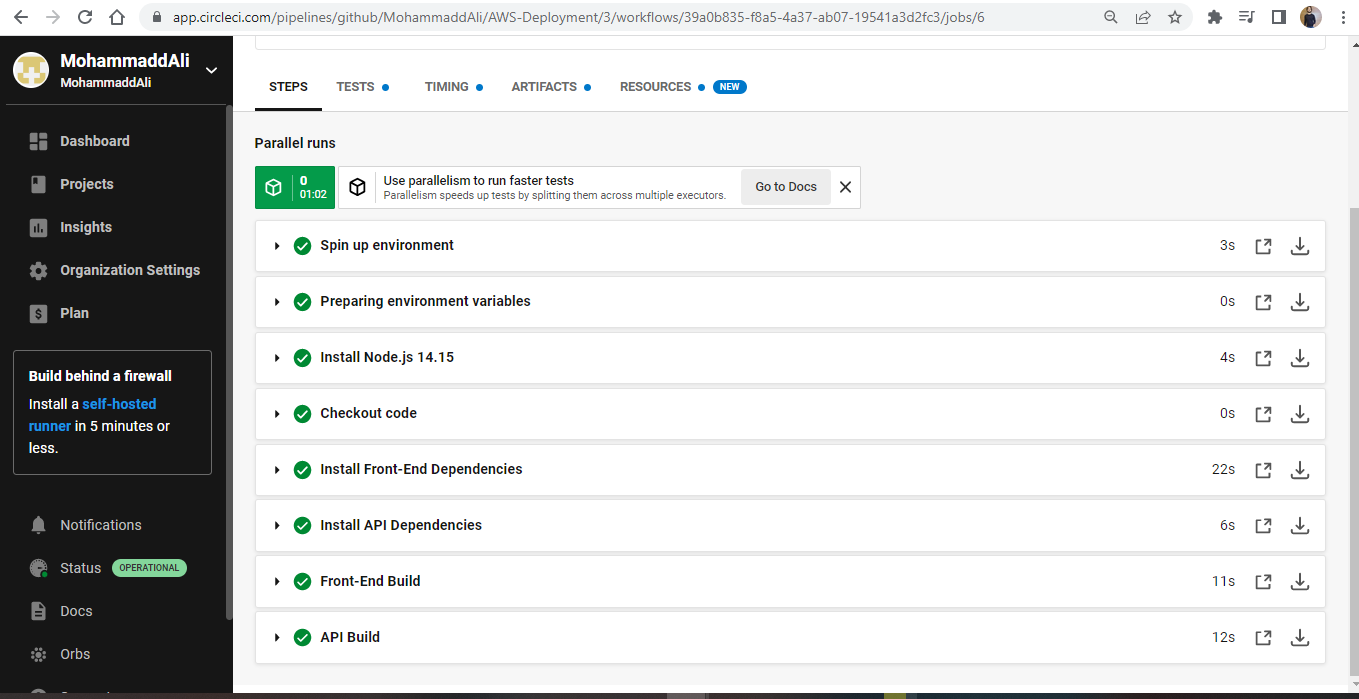 app.circleci.com/pipelines/github/MohammaddAli/AWS-Deployment/3/workflows/39a0b835-f8a5-4a37-ab07-19541a3d2fc3/jobs/6
MohammaddAli
MohammaddAli
Dashboard
Projects
Insights
Organization Settings
Plan
Build behind a firewall
Install a self-hosted
runner in 5 minutes or
less.
Notifications
Status OPERATIONAL
Docs
Orbs
STEPS TESTS TIMING ARTIFACTS RESOURCES NEW
Parallel runs
0
01:02
Use parallelism to run faster tests
Parallelism speeds up tests by splitting them across multiple executors.
Go to Docs
Spin up environment 3s
Preparing environment variables 0s
Install Node.js 14.15 4s
Checkout code 0s
Install Front-End Dependencies 22s
Install API Dependencies 6s
Front-End Build 11s
API Build 12s